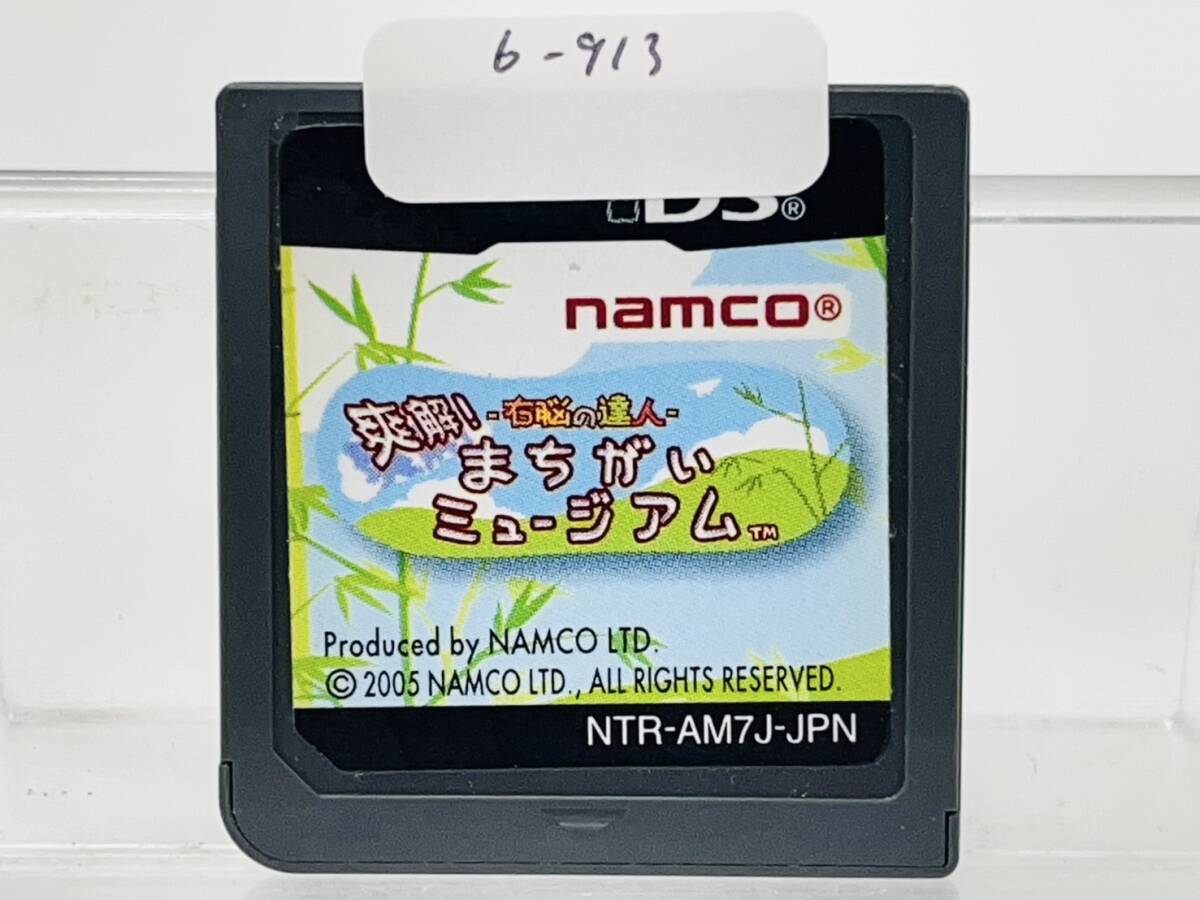 6-913
DS®
namco®
爽解! -右脳の達人-
まちがい
ミュージアム™
Produced by NAMCO LTD.
© 2005 NAMCO LTD., ALL RIGHTS RESERVED.
NTR-AM7J-JPN